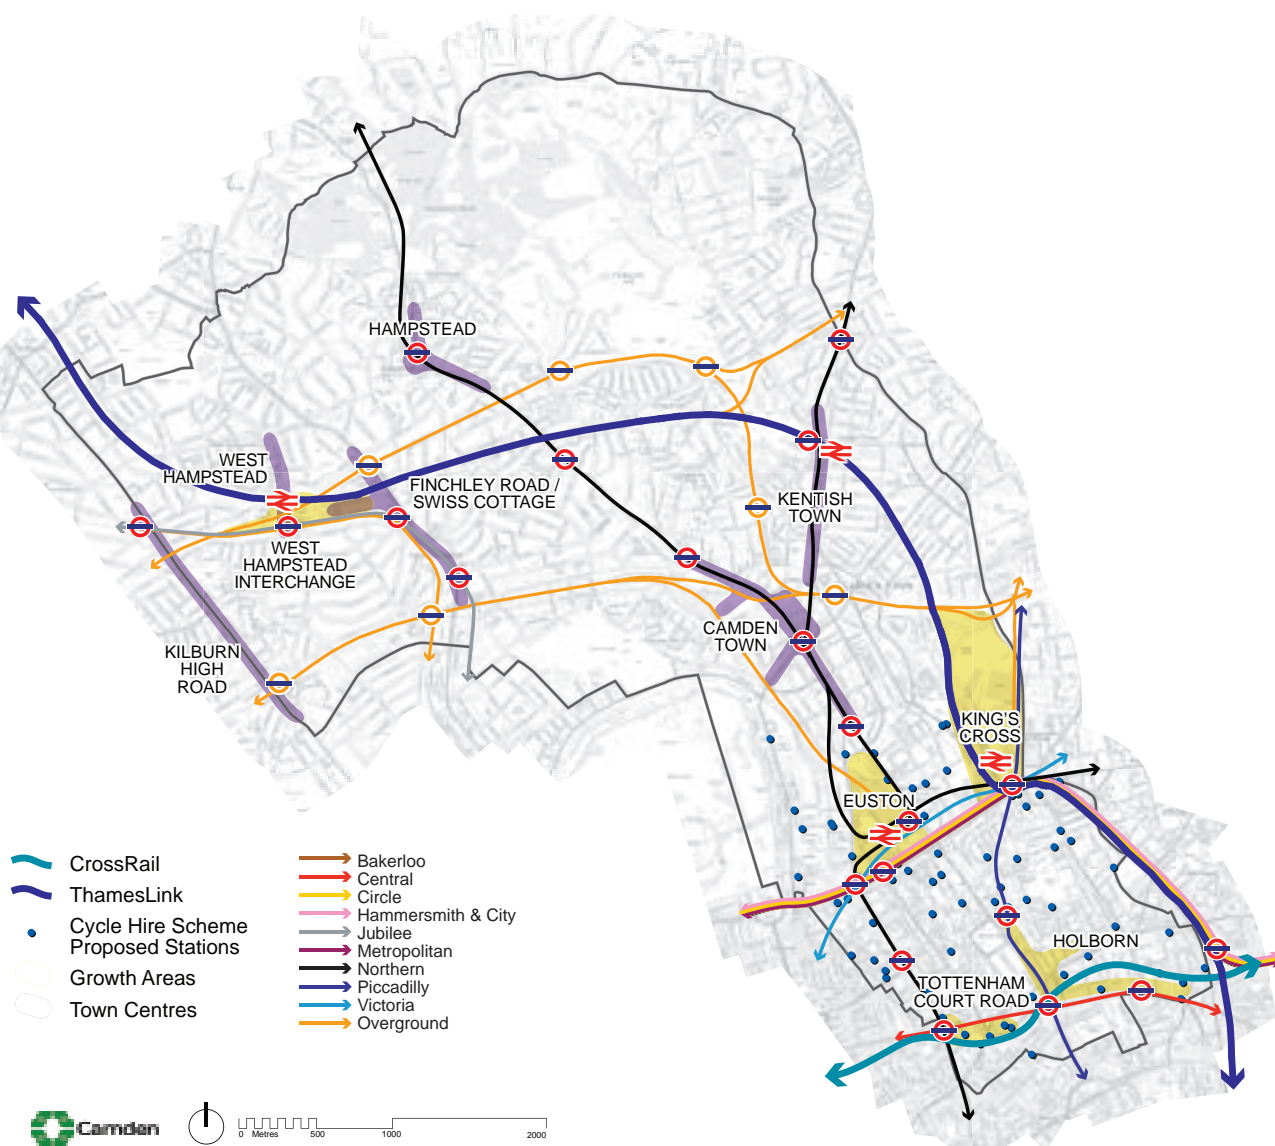 HAMPSTEAD
WEST
HAMPSTEAD
FINCHLEY ROAD /
SWISS COTTAGE
KENTISH
TOWN
WEST
HAMPSTEAD
INTERCHANGE
CAMDEN
TOWN
KILBURN
HIGH
ROAD
KING'S
CROSS
EUSTON
HOLBORN
TOTTENHAM
COURT ROAD
CrossRail
ThamesLink
Cycle Hire Scheme
Proposed Stations
Growth Areas
Town Centres
Bakerloo
Central
Circle
Hammersmith & City
Jubilee
Metropolitan
Northern
Piccadilly
Victoria
Overground
Camden
0 Metres 500 1000 2000